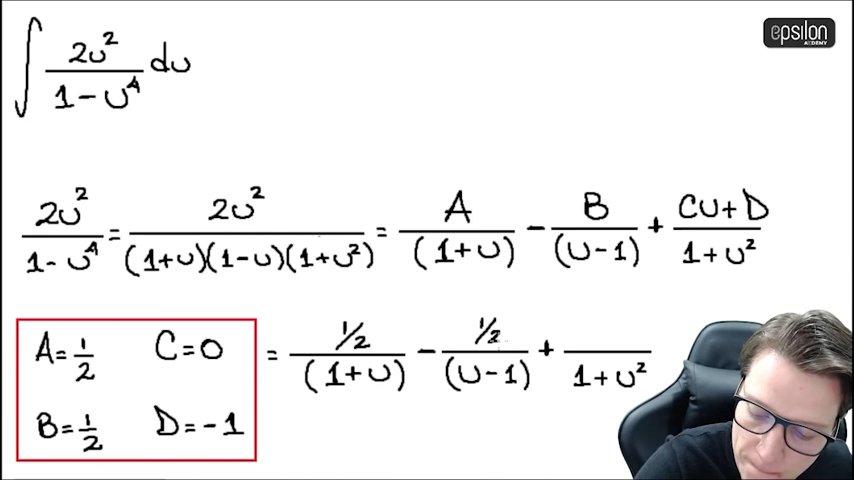 epsilon
ACADEMY
∫ 2u² / (1 - u⁴) du
2u² / (1 - u⁴) = 2u² / ((1+u)(1-u)(1+u²)) = A / (1+u) - B / (u-1) + (Cu+D) / (1+u²)
A = 1/2   C = 0
B = 1/2   D = -1
= (1/2) / (1+u) - (1/2) / (u-1) + / (1+u²)